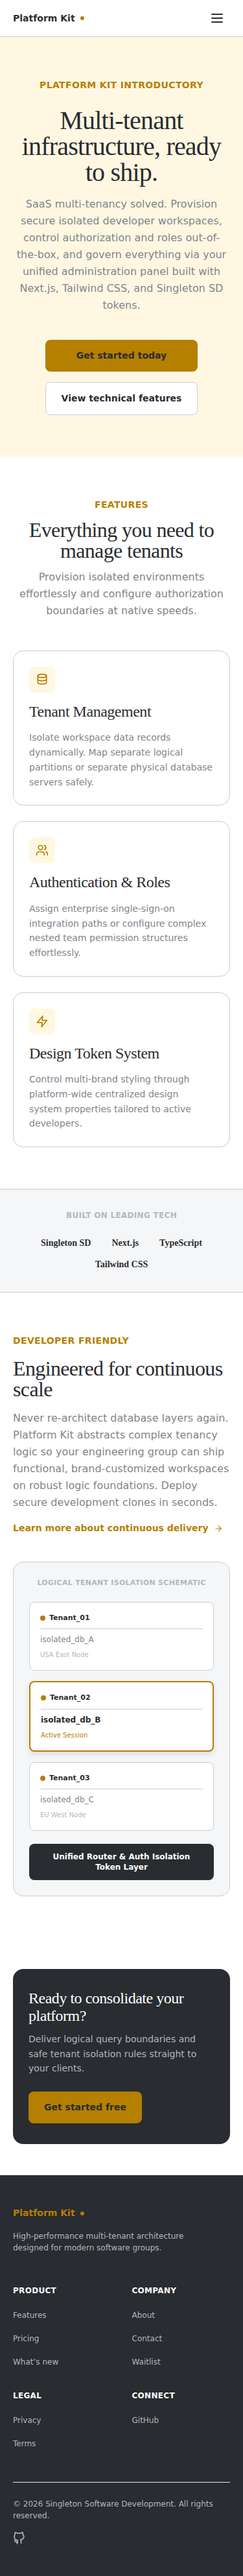 Platform Kit
PLATFORM KIT INTRODUCTORY
Multi-tenant
infrastructure, ready
to ship.
SaaS multi-tenancy solved. Provision
secure isolated developer workspaces,
control authorization and roles out-of-
the-box, and govern everything via your
unified administration panel built with
Next.js, Tailwind CSS, and Singleton SD
tokens.
Get started today
View technical features
FEATURES
Everything you need to
manage tenants
Provision isolated environments
effortlessly and configure authorization
boundaries at native speeds.
Tenant Management
Isolate workspace data records
dynamically. Map separate logical
partitions or separate physical database
servers safely.
Authentication & Roles
Assign enterprise single-sign-on
integration paths or configure complex
nested team permission structures
effortlessly.
Design Token System
Control multi-brand styling through
platform-wide centralized design
system properties tailored to active
developers.
BUILT ON LEADING TECH
Singleton SD Next.js TypeScript
Tailwind CSS
DEVELOPER FRIENDLY
Engineered for continuous
scale
Never re-architect database layers again.
Platform Kit abstracts complex tenancy
logic so your engineering group can ship
functional, brand-customized workspaces
on robust logic foundations. Deploy
secure development clones in seconds.
Learn more about continuous delivery →
LOGICAL TENANT ISOLATION SCHEMATIC
Tenant_01
isolated_db_A
USA East Node
Tenant_02
isolated_db_B
Active Session
Tenant_03
isolated_db_C
EU West Node
Unified Router & Auth Isolation
Token Layer
Ready to consolidate your
platform?
Deliver logical query boundaries and
safe tenant isolation rules straight to
your clients.
Get started free
Platform Kit
High-performance multi-tenant architecture
designed for modern software groups.
PRODUCT
Features
Pricing
What's new
COMPANY
About
Contact
Waitlist
LEGAL
Privacy
Terms
CONNECT
GitHub
© 2026 Singleton Software Development. All rights
reserved.